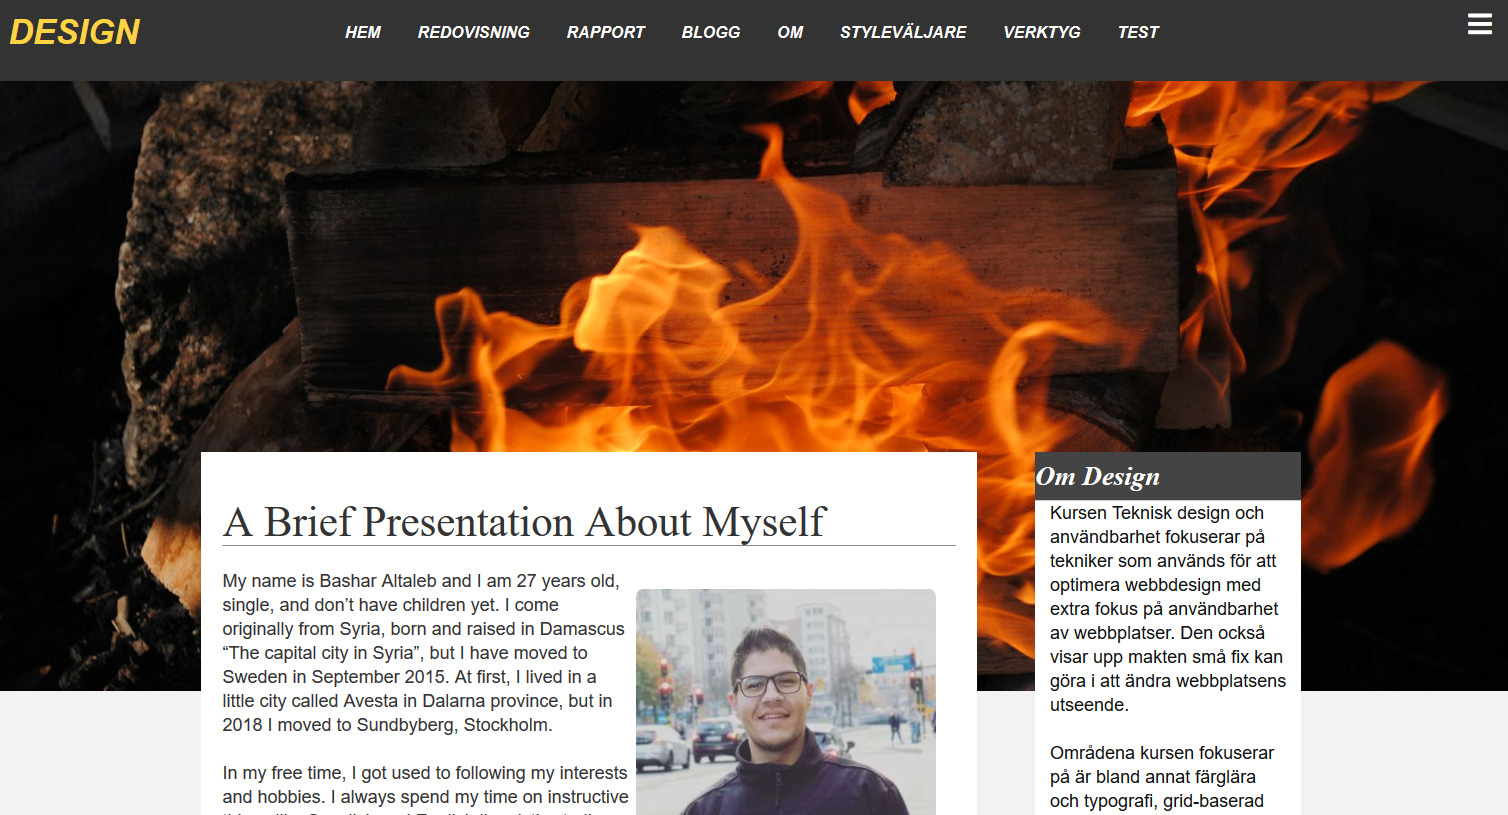 DESIGN
HEM REDOVISNING RAPPORT BLOGG OM STYLEVÄLJARE VERKTYG TEST
A Brief Presentation About Myself
My name is Bashar Altaleb and I am 27 years old,
single, and don’t have children yet. I come
originally from Syria, born and raised in Damascus
“The capital city in Syria”, but I have moved to
Sweden in September 2015. At first, I lived in a
little city called Avesta in Dalarna province, but in
2018 I moved to Sundbyberg, Stockholm.
In my free time, I got used to following my interests
and hobbies. I always spend my time on instructive
Om Design
Kursen Teknisk design och
användbarhet fokuserar på
tekniker som används för att
optimera webbdesign med
extra fokus på användbarhet
av webbplatser. Den också
visar upp makten små fix kan
göra i att ändra webbplatsens
utseende.
Områdena kursen fokuserar
på är bland annat färglära
och typografi, grid-baserad